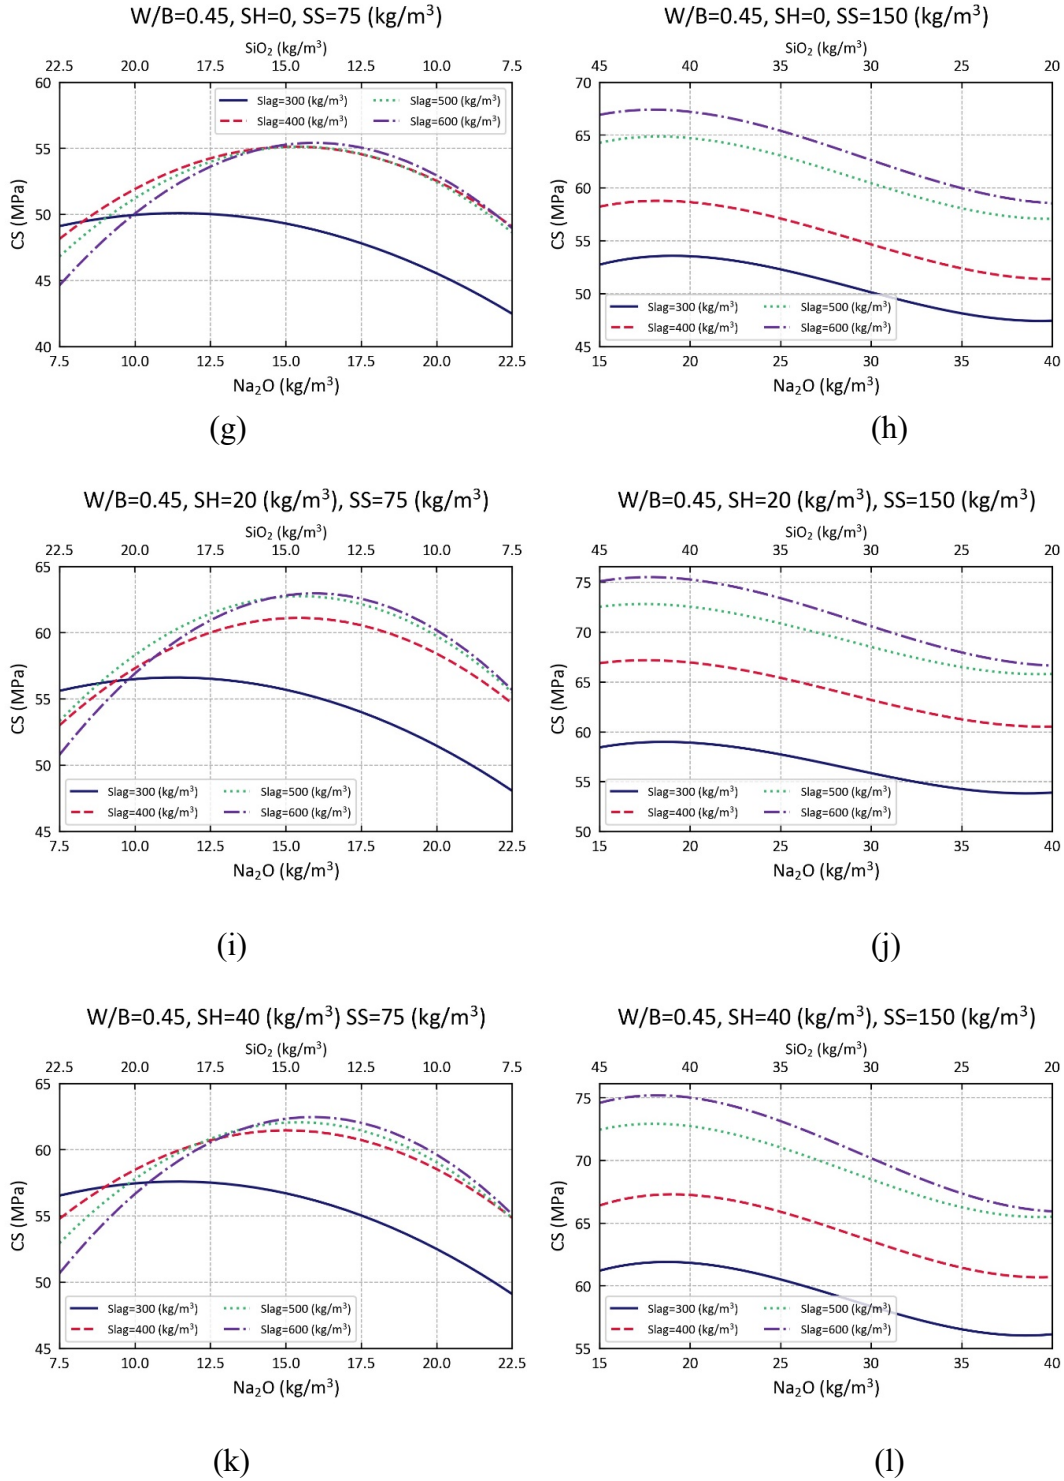 W/B=0.45, SH=0, SS=75 (kg/m³)
SiO₂ (kg/m³)
22.5 20.0 17.5 15.0 12.5 10.0 7.5
60
55
50
45
40
CS (MPa)
Slag=300 (kg/m³) Slag=500 (kg/m³)
Slag=400 (kg/m³) Slag=600 (kg/m³)
7.5 10.0 12.5 15.0 17.5 20.0 22.5
Na₂O (kg/m³)
(g)
W/B=0.45, SH=0, SS=150 (kg/m³)
SiO₂ (kg/m³)
45 40 35 30 25 20
70
65
60
55
50
45
CS (MPa)
Slag=300 (kg/m³) Slag=500 (kg/m³)
Slag=400 (kg/m³) Slag=600 (kg/m³)
15 20 25 30 35 40
Na₂O (kg/m³)
(h)
W/B=0.45, SH=20 (kg/m³), SS=75 (kg/m³)
SiO₂ (kg/m³)
22.5 20.0 17.5 15.0 12.5 10.0 7.5
65
60
55
50
45
CS (MPa)
Slag=300 (kg/m³) Slag=500 (kg/m³)
Slag=400 (kg/m³) Slag=600 (kg/m³)
7.5 10.0 12.5 15.0 17.5 20.0 22.5
Na₂O (kg/m³)
(i)
W/B=0.45, SH=20 (kg/m³), SS=150 (kg/m³)
SiO₂ (kg/m³)
45 40 35 30 25 20
75
70
65
60
55
50
CS (MPa)
Slag=300 (kg/m³) Slag=500 (kg/m³)
Slag=400 (kg/m³) Slag=600 (kg/m³)
15 20 25 30 35 40
Na₂O (kg/m³)
(j)
W/B=0.45, SH=40 (kg/m³) SS=75 (kg/m³)
SiO₂ (kg/m³)
22.5 20.0 17.5 15.0 12.5 10.0 7.5
65
60
55
50
45
CS (MPa)
Slag=300 (kg/m³) Slag=500 (kg/m³)
Slag=400 (kg/m³) Slag=600 (kg/m³)
7.5 10.0 12.5 15.0 17.5 20.0 22.5
Na₂O (kg/m³)
(k)
W/B=0.45, SH=40 (kg/m³), SS=150 (kg/m³)
SiO₂ (kg/m³)
45 40 35 30 25 20
75
70
65
60
55
CS (MPa)
Slag=300 (kg/m³) Slag=500 (kg/m³)
Slag=400 (kg/m³) Slag=600 (kg/m³)
15 20 25 30 35 40
Na₂O (kg/m³)
(l)